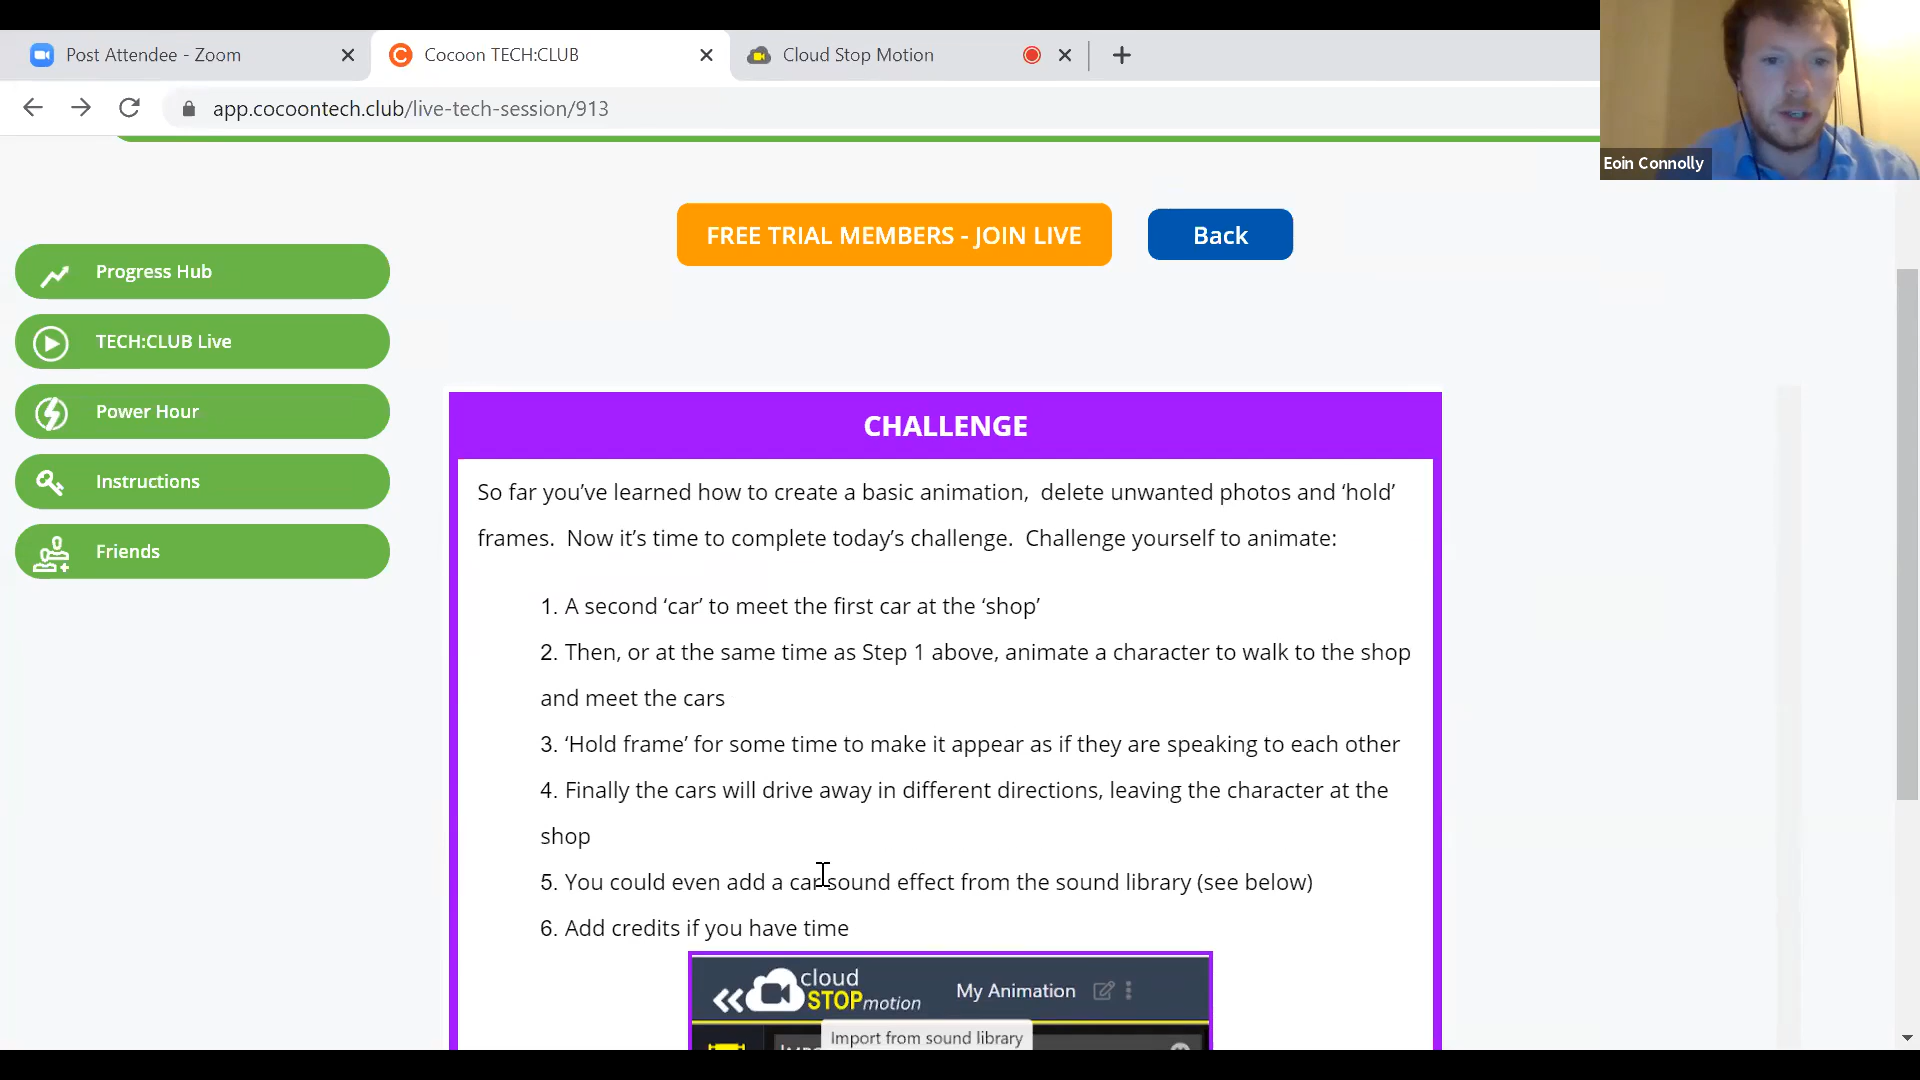 Post Attendee - Zoom
Cocoon TECH:CLUB
Cloud Stop Motion
app.cocoontech.club/live-tech-session/913
Eoin Connolly
FREE TRIAL MEMBERS - JOIN LIVE
Back
Progress Hub
TECH:CLUB Live
Power Hour
Instructions
Friends
CHALLENGE
So far you’ve learned how to create a basic animation,  delete unwanted photos and ‘hold’
frames.  Now it’s time to complete today’s challenge.  Challenge yourself to animate:
1. A second ‘car’ to meet the first car at the ‘shop’
2. Then, or at the same time as Step 1 above, animate a character to walk to the shop
and meet the cars
3. ‘Hold frame’ for some time to make it appear as if they are speaking to each other
4. Finally the cars will drive away in different directions, leaving the character at the
shop
5. You could even add a car sound effect from the sound library (see below)
6. Add credits if you have time
cloud
STOPmotion
My Animation
Import from sound library